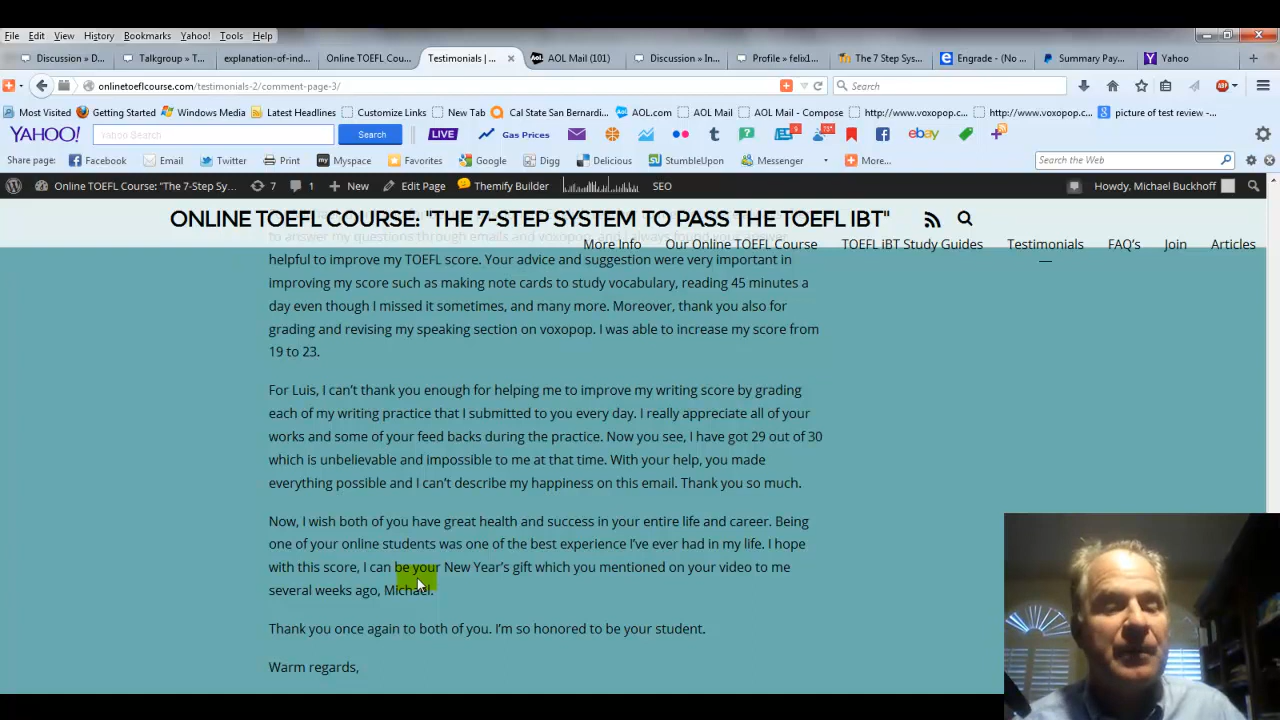 File Edit View History Bookmarks Yahoo! Tools Help
Discussion » D... Talkgroup » T... explanation-of-ind... Online TOEFL Cou... Testimonials | ... AOL Mail (101) Discussion » In... Profile » felix1... The 7 Step Sys... Engrade - (No ... Summary Pay... Yahoo
onlinetoeflcourse.com/testimonials-2/comment-page-3/ Search
Most Visited Getting Started Windows Media Latest Headlines Customize Links New Tab Cal State San Bernardi... AOL.com AOL Mail AOL Mail - Compose http://www.voxopop.c... http://www.voxopop.c... picture of test review -...
YAHOO! Yahoo Search Search LIVE Gas Prices ebay
Share page: Facebook Email Twitter Print Myspace Favorites Google Digg Delicious StumbleUpon Messenger More... Search the Web
Online TOEFL Course: "The 7-Step Sy... 7 1 New Edit Page Themify Builder SEO Howdy, Michael Buckhoff
ONLINE TOEFL COURSE: "THE 7-STEP SYSTEM TO PASS THE TOEFL IBT"
More Info Our Online TOEFL Course TOEFL iBT Study Guides Testimonials FAQ's Join Articles
to answer my questions through emails and voxopop, and I always found your answer
helpful to improve my TOEFL score. Your advice and suggestion were very important in
improving my score such as making note cards to study vocabulary, reading 45 minutes a
day even though I missed it sometimes, and many more. Moreover, thank you also for
grading and revising my speaking section on voxopop. I was able to increase my score from
19 to 23.
For Luis, I can't thank you enough for helping me to improve my writing score by grading
each of my writing practice that I submitted to you every day. I really appreciate all of your
works and some of your feed backs during the practice. Now you see, I have got 29 out of 30
which is unbelievable and impossible to me at that time. With your help, you made
everything possible and I can't describe my happiness on this email. Thank you so much.
Now, I wish both of you have great health and success in your entire life and career. Being
one of your online students was one of the best experience I've ever had in my life. I hope
with this score, I can be your New Year's gift which you mentioned on your video to me
several weeks ago, Michael.
Thank you once again to both of you. I'm so honored to be your student.
Warm regards,